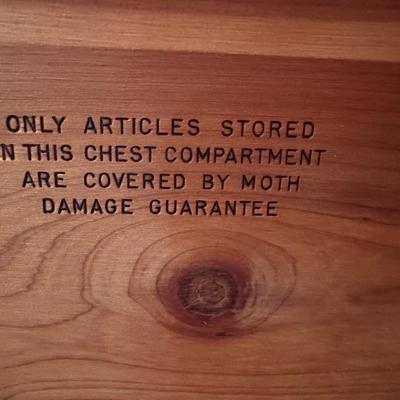 ONLY ARTICLES STORED
N THIS CHEST COMPARTMENT
ARE COVERED BY MOTH
DAMAGE GUARANTEE